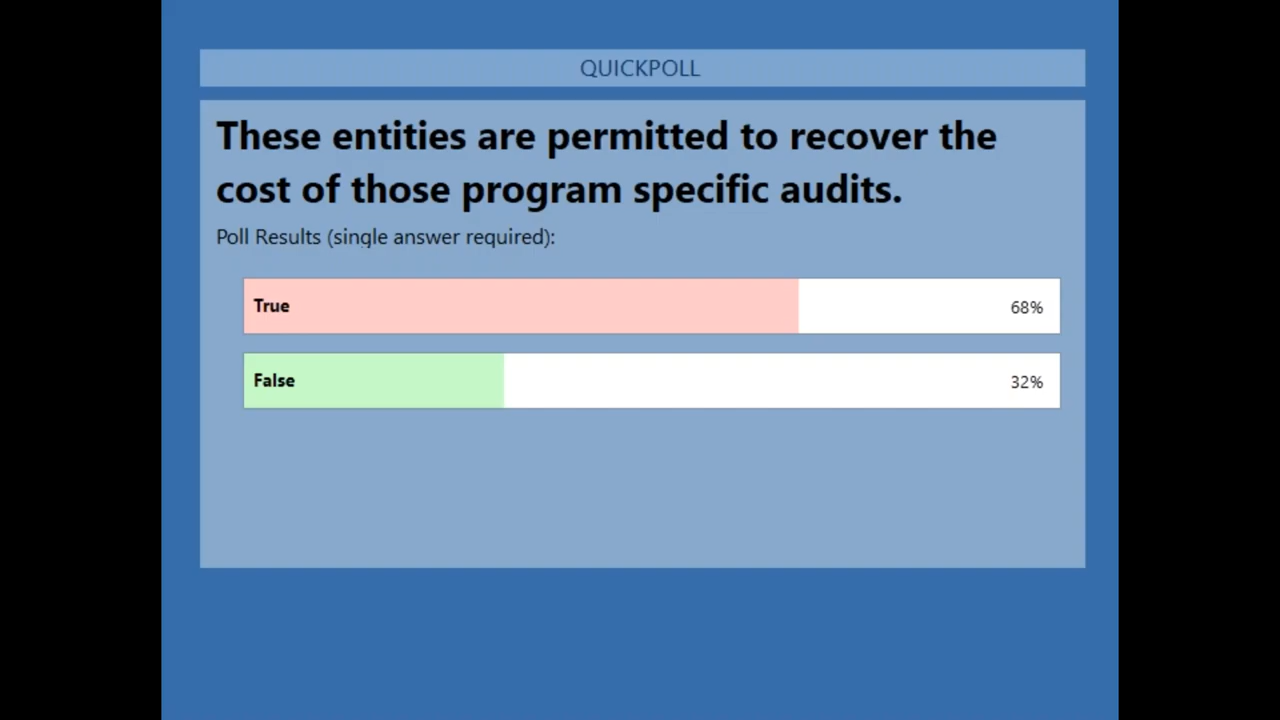 QUICKPOLL
These entities are permitted to recover the
cost of those program specific audits.
Poll Results (single answer required):
True 68%
False 32%